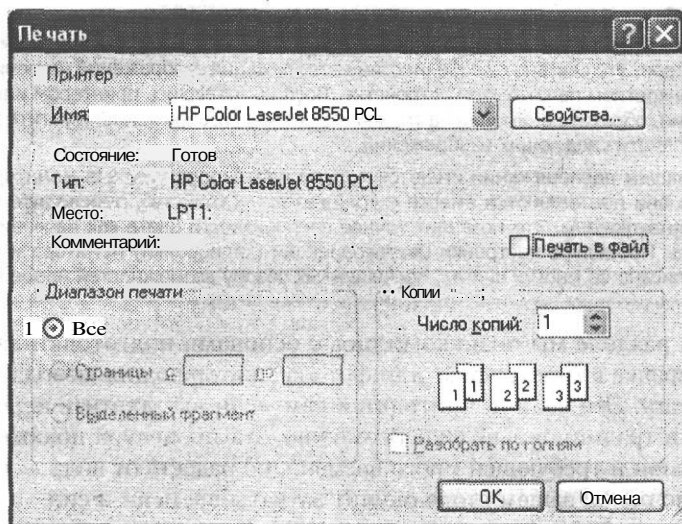 Печать
Принтер
Имя: HP Color LaserJet 8550 PCL Свойства...
Состояние: Готов
Тип: HP Color LaserJet 8550 PCL
Место: LPT1:
Комментарий: Печать в файл
Диапазон печати Копии
1 Все Число копий: 1
Страницы с по
1 1 2 2 3 3
Выделенный фрагмент
Разобрать по копиям
OK Отмена